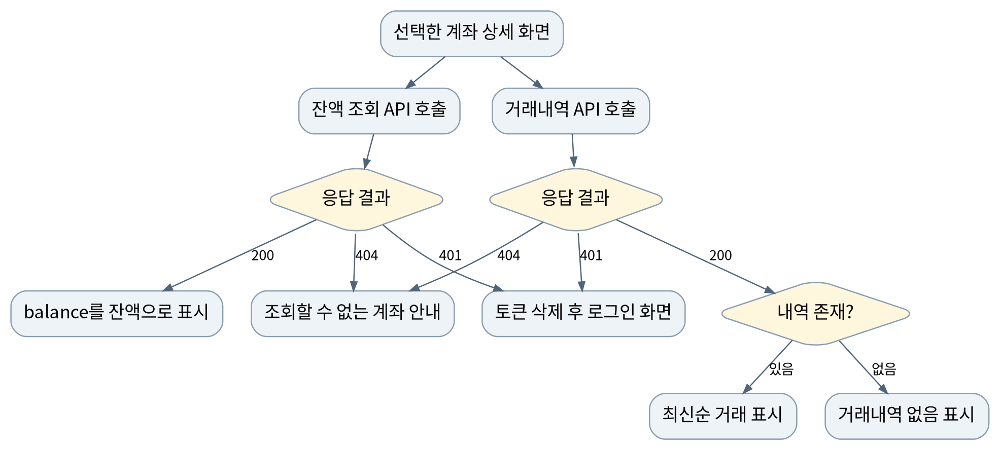 선택한 계좌 상세 화면
잔액 조회 API 호출
거래내역 API 호출
응답 결과
응답 결과
200
404
401
404
401
200
balance를 잔액으로 표시
조회할 수 없는 계좌 안내
토큰 삭제 후 로그인 화면
내역 존재?
있음
없음
최신순 거래 표시
거래내역 없음 표시